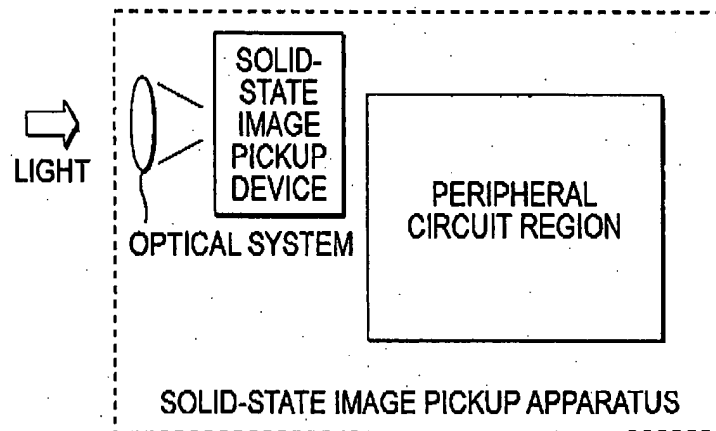 LIGHT
SOLID-
STATE
IMAGE
PICKUP
DEVICE
OPTICAL SYSTEM
PERIPHERAL
CIRCUIT REGION
SOLID-STATE IMAGE PICKUP APPARATUS